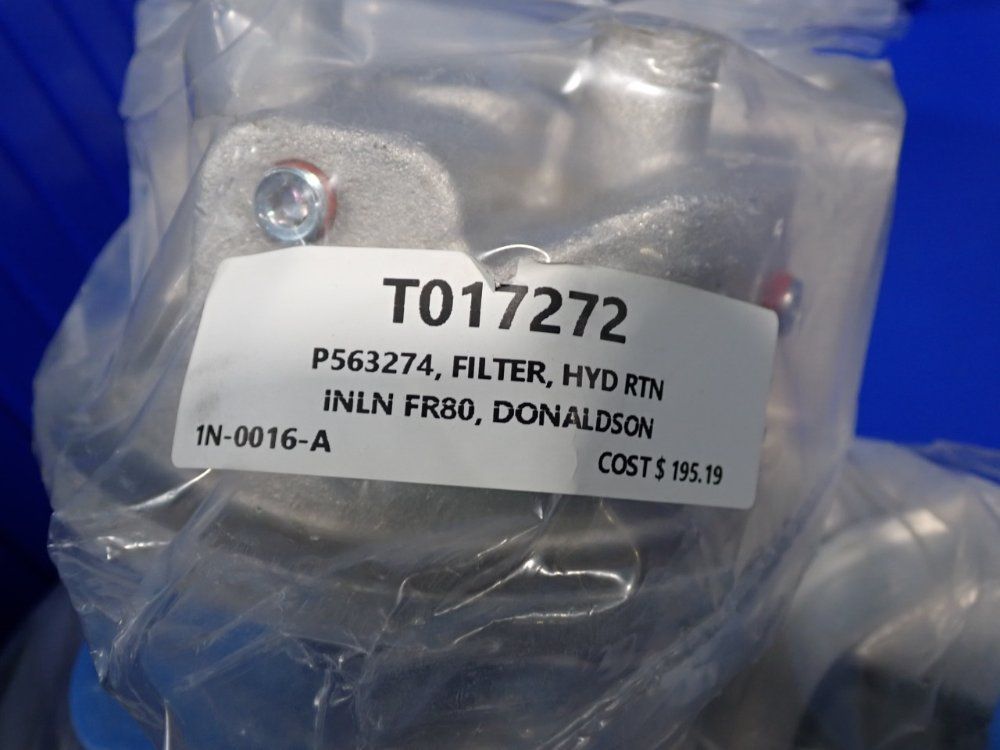 T017272
P563274, FILTER, HYD RTN
INLN FR80, DONALDSON
1N-0016-A
COST $ 195.19